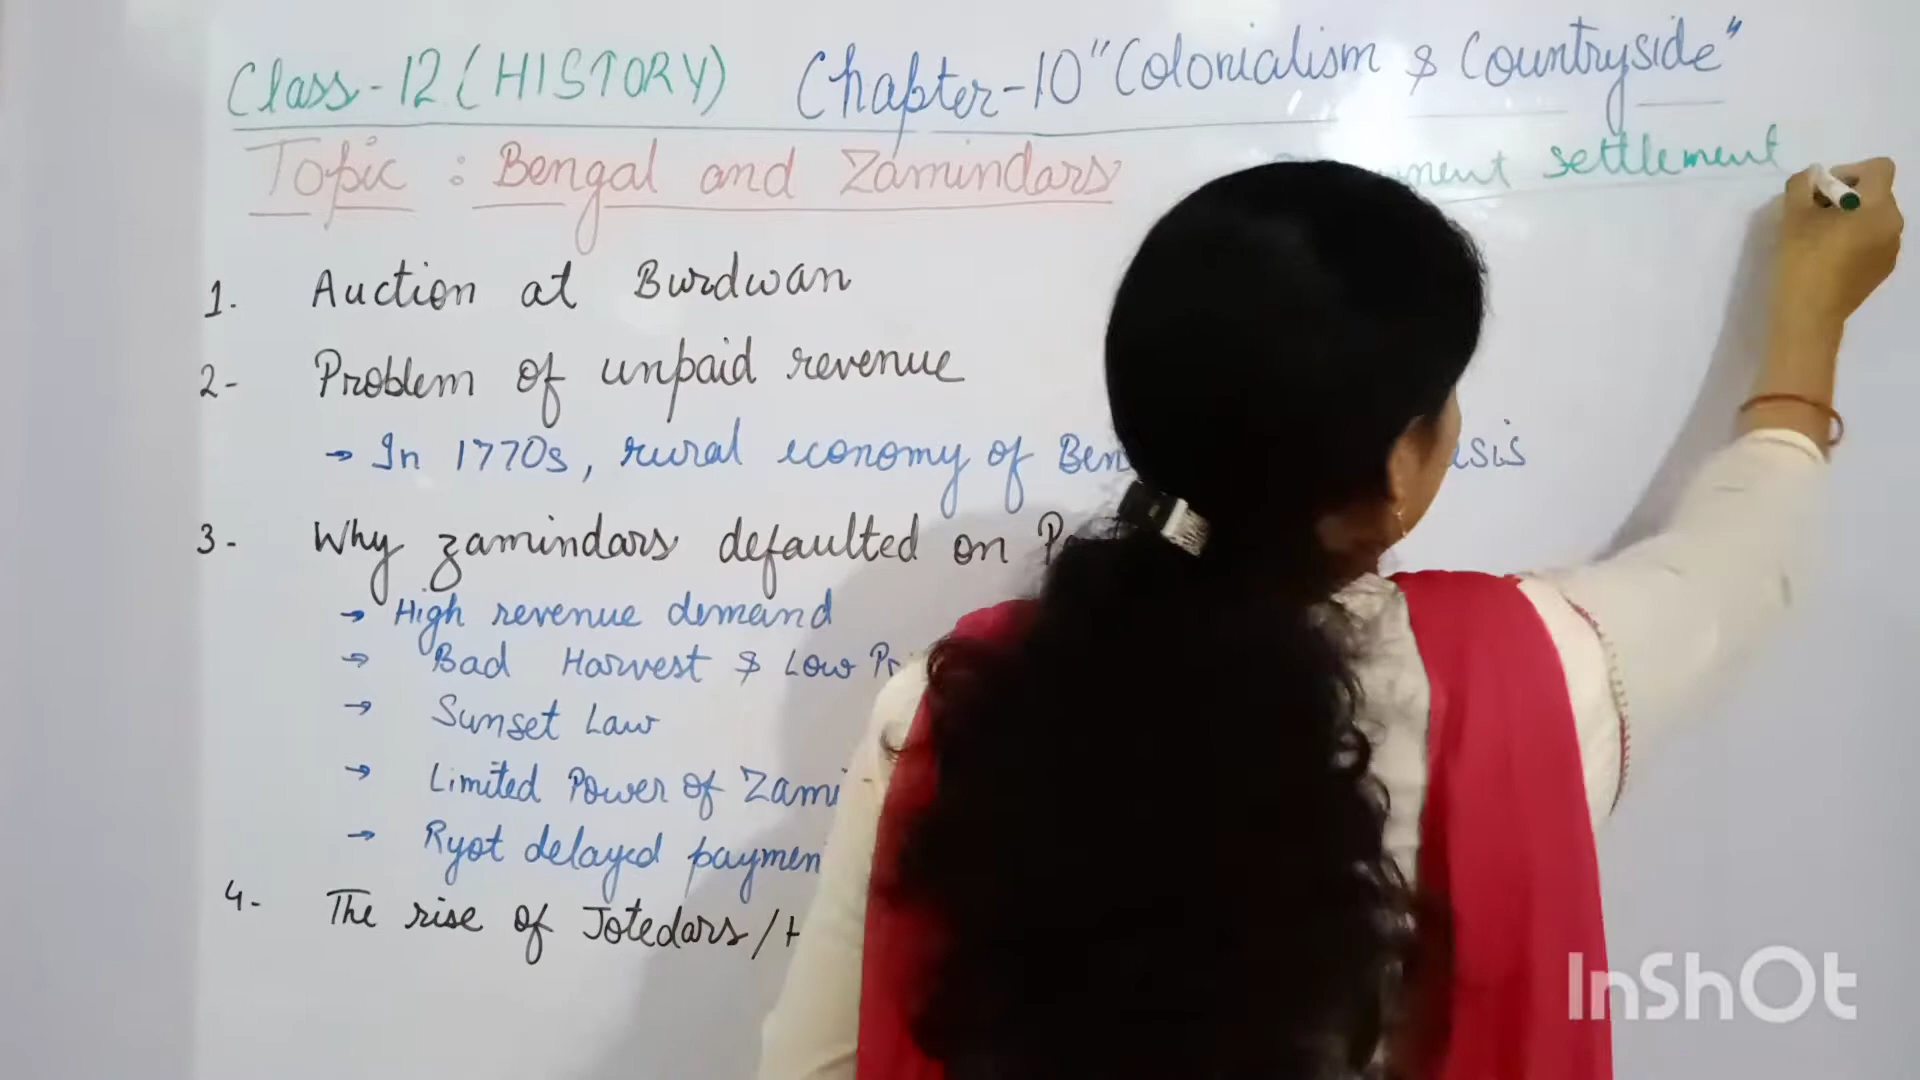 Class-12 (HISTORY) Chapter-10 "Colonialism & Countryside"
Topic : Bengal and Zamindars settlement
1. Auction at Burdwan
2- Problem of unpaid revenue
→ In 1770s, rural economy of
3- Why zamindars defaulted on
→ High revenue demand
→ Bad Harvest & Low
→ Sunset Law
→ Limited Power of
→ Ryot delayed
4- The rise of Jotedars/
InShOt